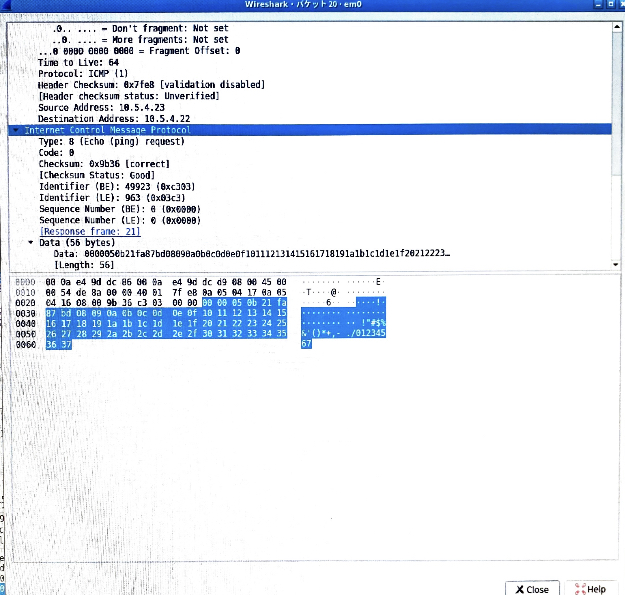 Wireshark · パケット 20 · em0
.0.. .... = Don't fragment: Not set
..0. .... = More fragments: Not set
...0 0000 0000 0000 = Fragment Offset: 0
Time to Live: 64
Protocol: ICMP (1)
Header Checksum: 0x7fe8 [validation disabled]
[Header checksum status: Unverified]
Source Address: 10.5.4.23
Destination Address: 10.5.4.22
Internet Control Message Protocol
Type: 8 (Echo (ping) request)
Code: 0
Checksum: 0x9b36 [correct]
[Checksum Status: Good]
Identifier (BE): 49923 (0xc303)
Identifier (LE): 963 (0x03c3)
Sequence Number (BE): 0 (0x0000)
Sequence Number (LE): 0 (0x0000)
[Response frame: 21]
Data (56 bytes)
Data: 0000050b21fa87bd08090a0b0c0d0e0f101112131415161718191a1b1c1d1e1f20212223…
[Length: 56]
0000 00 0a e4 9d dc 06 00 0a e4 9d dc d9 08 00 45 00 ··············E·
0010 00 54 de 8a 00 00 40 01 7f e8 0a 05 04 17 0a 05 ·T····@·········
0020 04 16 08 00 9b 36 c3 03 00 00 00 00 05 0b 21 fa ·····6········!·
0030 87 bd 08 09 0a 0b 0c 0d 0e 0f 10 11 12 13 14 15 ················
0040 16 17 18 19 1a 1b 1c 1d 1e 1f 20 21 22 23 24 25 ·········· !"#$%
0050 26 27 28 29 2a 2b 2c 2d 2e 2f 30 31 32 33 34 35 &'()*+,- ./012345
0060 36 37 67
Close
Help